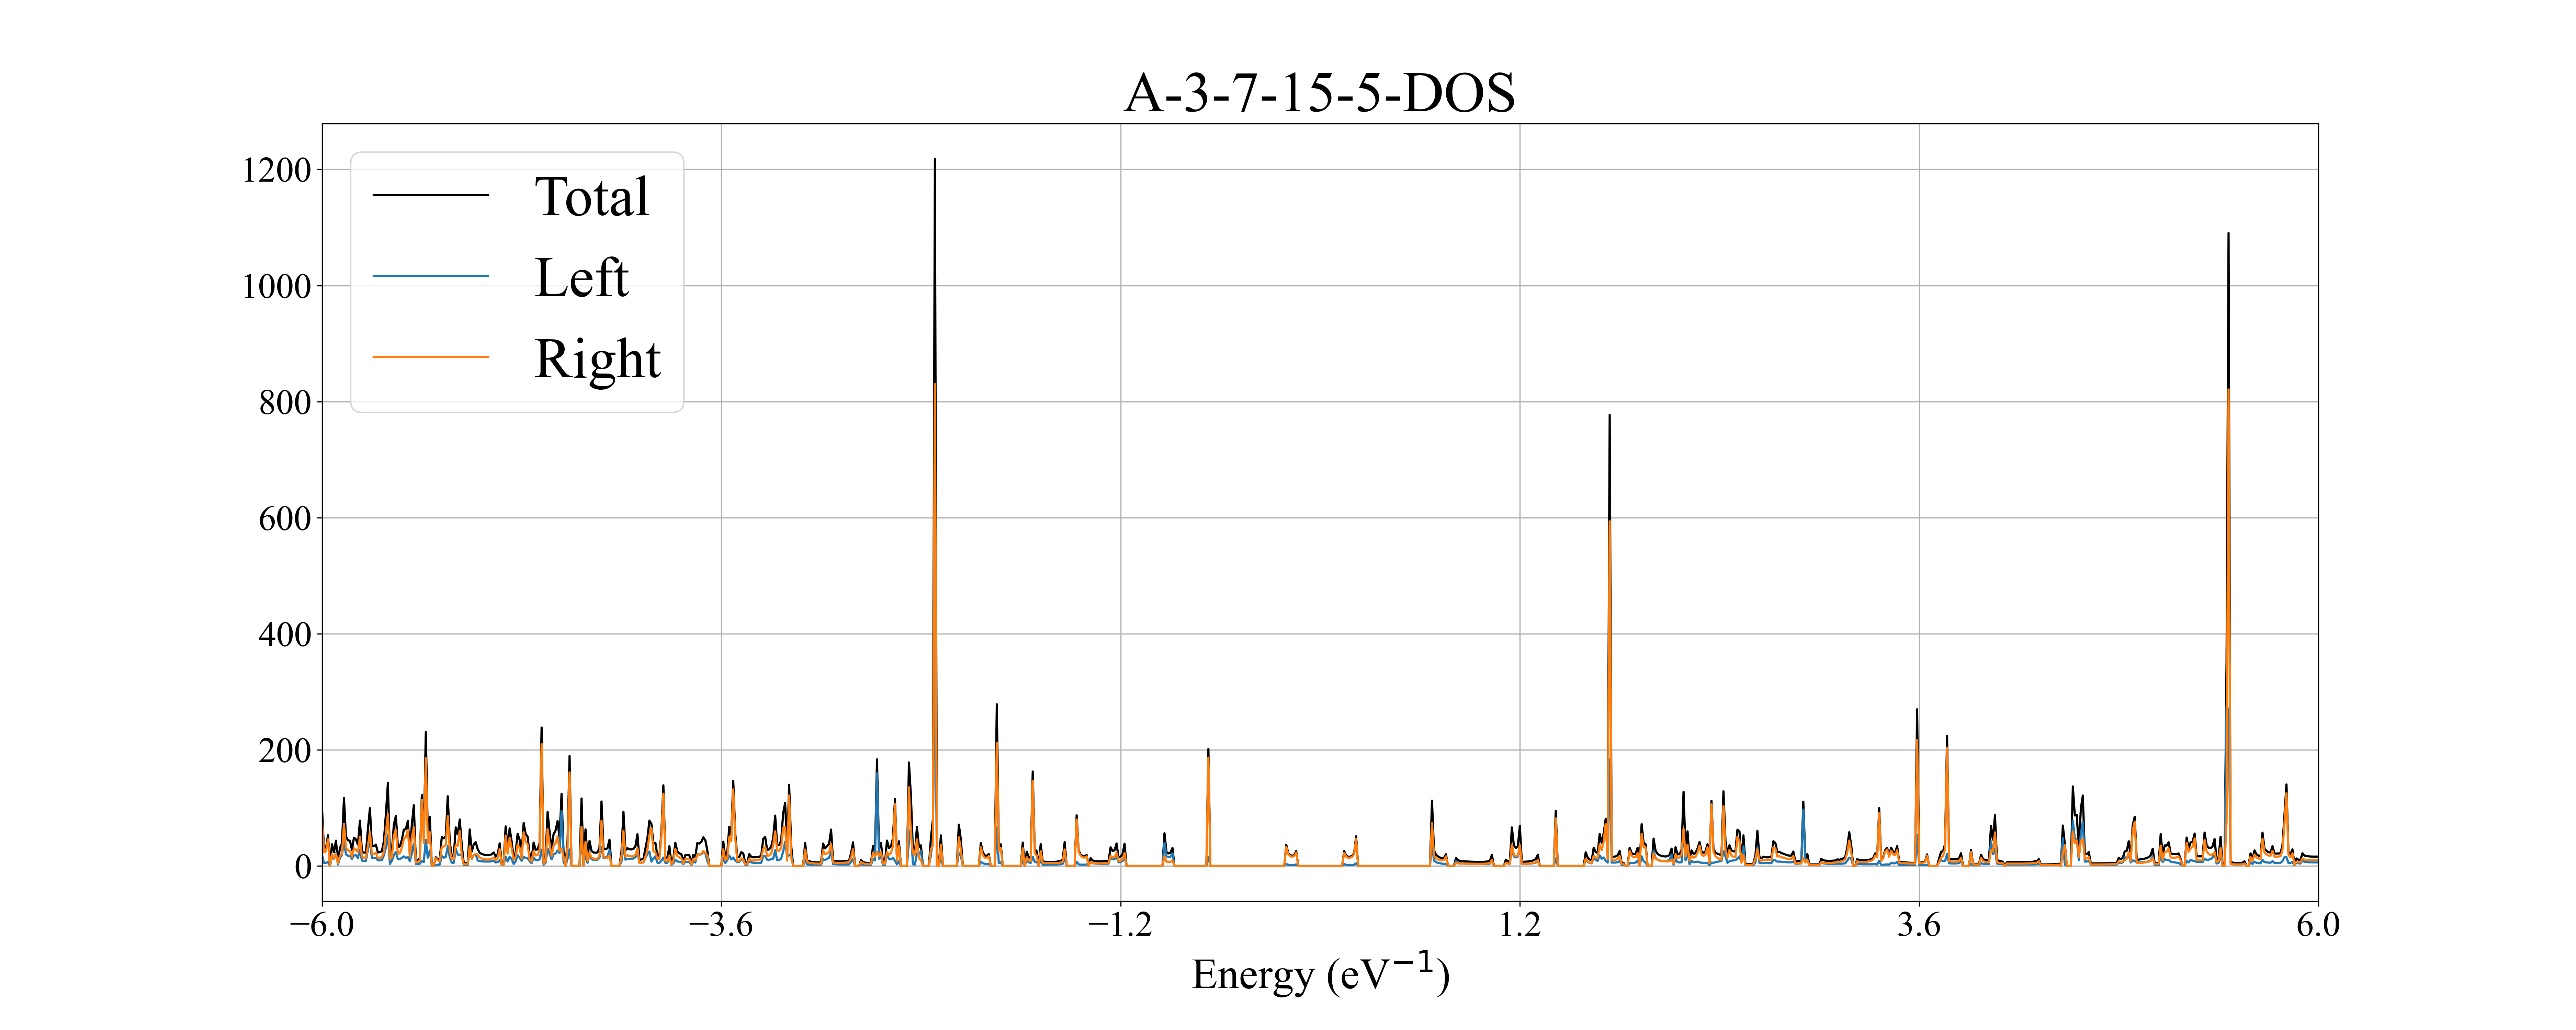 A-3-7-15-5-DOS
Total
Left
Right
1200
1000
800
600
400
200
0
−6.0 −3.6 −1.2 1.2 3.6 6.0
Energy (eV⁻¹)